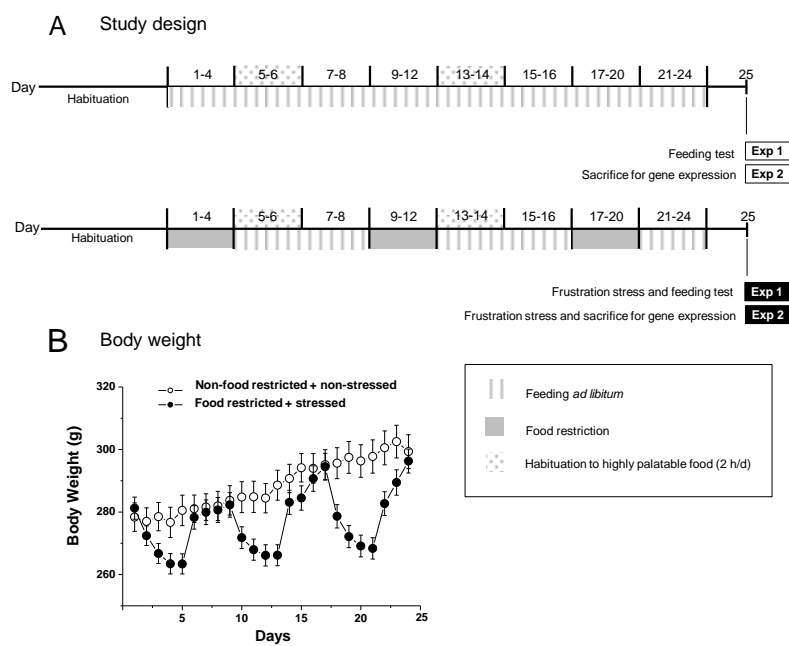 A Study design
1-4 5-6 7-8 9-12 13-14 15-16 17-20 21-24 25
Day
Habituation
Feeding test Exp 1
Sacrifice for gene expression Exp 2
1-4 5-6 7-8 9-12 13-14 15-16 17-20 21-24 25
Day
Habituation
Frustration stress and feeding test Exp 1
Frustration stress and sacrifice for gene expression Exp 2
B Body weight
320
300
280
260
Body Weight (g)
Non-food restricted + non-stressed
Food restricted + stressed
5 10 15 20 25
Days
Feeding ad libitum
Food restriction
Habituation to highly palatable food (2 h/d)